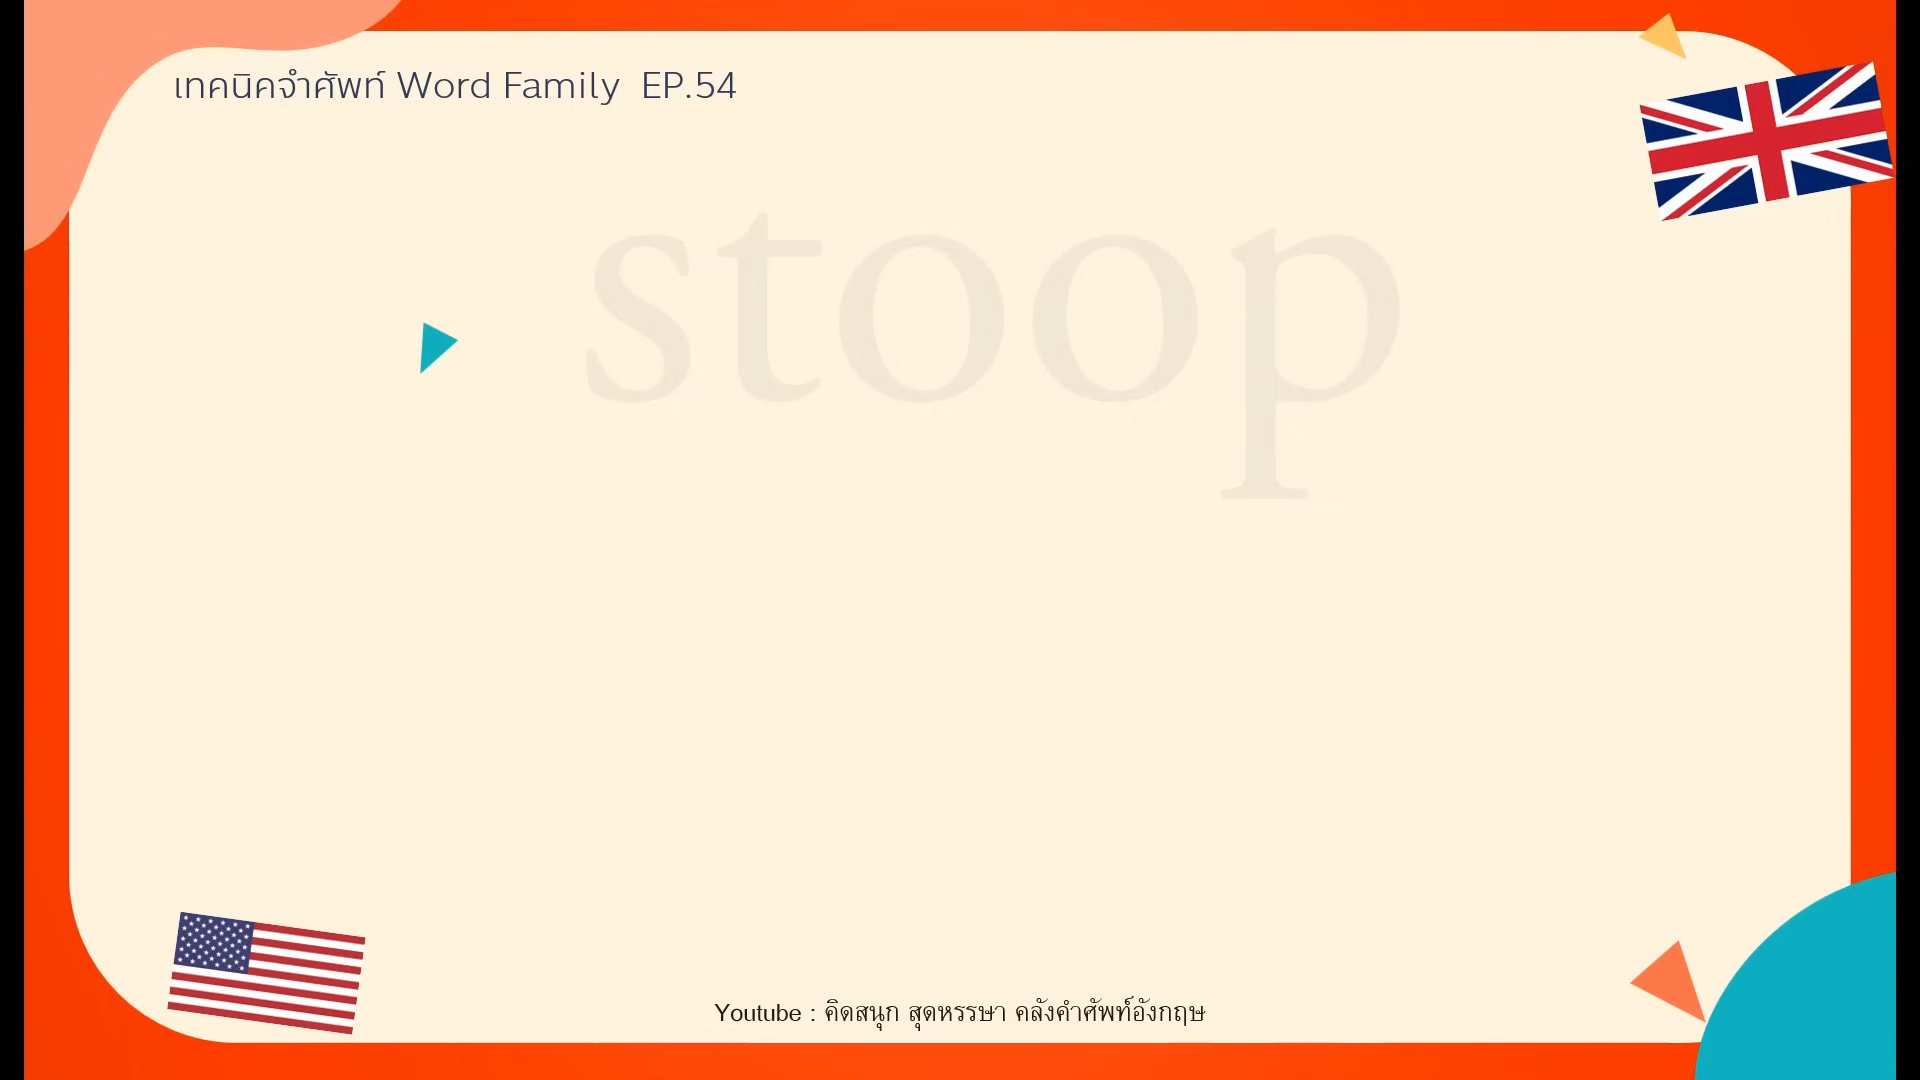 เทคนิคจำศัพท์ Word Family EP.54
stoop
Youtube : คิดสนุก สุดหรรษา คลังคำศัพท์อังกฤษ